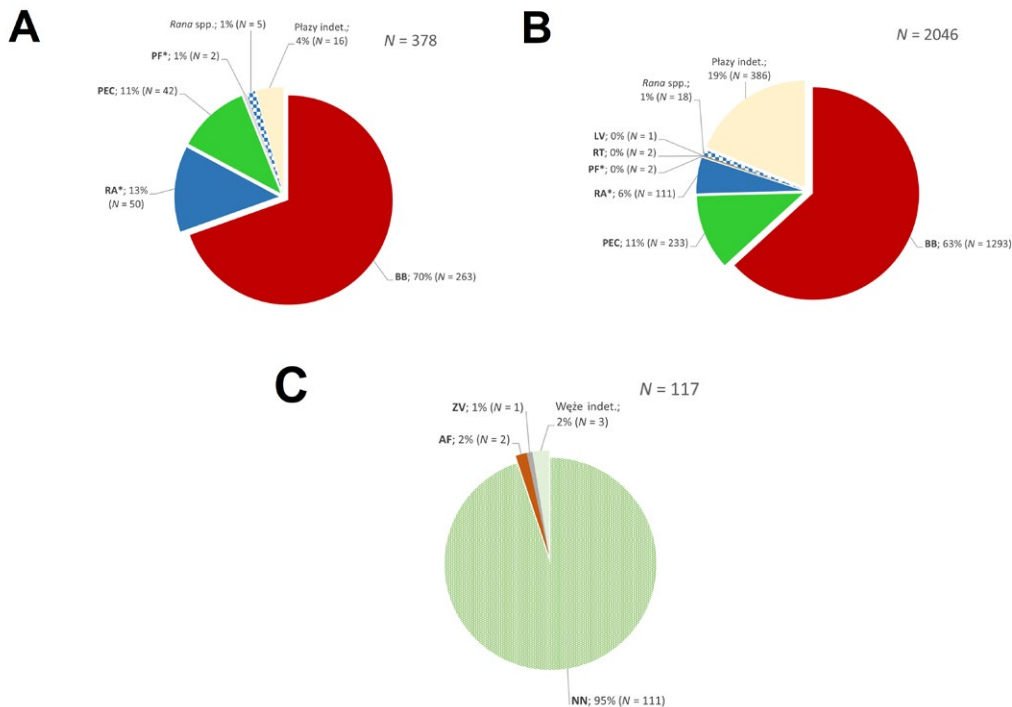 A
N = 378
Rana spp.; 1% (N = 5)
Płazy indet.;
4% (N = 16)
PF*; 1% (N = 2)
PEC; 11% (N = 42)
RA*; 13%
(N = 50)
BB; 70% (N = 263)
B
N = 2046
Płazy indet.;
19% (N = 386)
Rana spp.;
1% (N = 18)
LV; 0% (N = 1)
RT; 0% (N = 2)
PF*; 0% (N = 2)
RA*; 6% (N = 111)
PEC; 11% (N = 233)
BB; 63% (N = 1293)
C
N = 117
ZV; 1% (N = 1)
Węże indet.;
2% (N = 3)
AF; 2% (N = 2)
NN; 95% (N = 111)